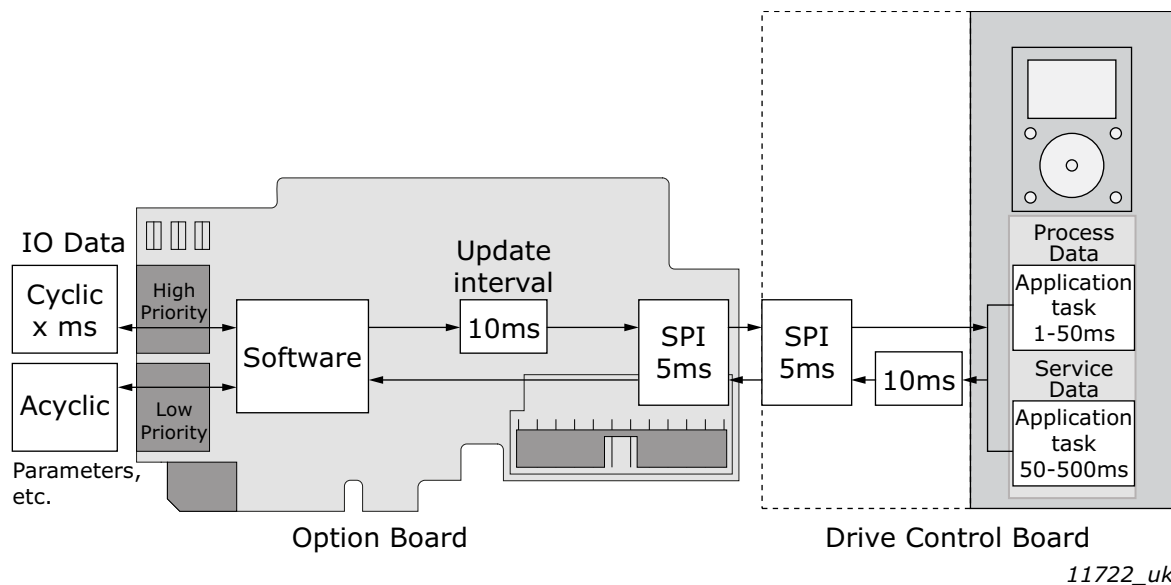 IO Data
Cyclic
x ms
High
Priority
Acyclic
Low
Priority
Parameters,
etc.
Software
Update
interval
10ms
SPI
5ms
SPI
5ms
10ms
Process
Data
Application
task
1-50ms
Service
Data
Application
task
50-500ms
Option Board
Drive Control Board
11722_uk